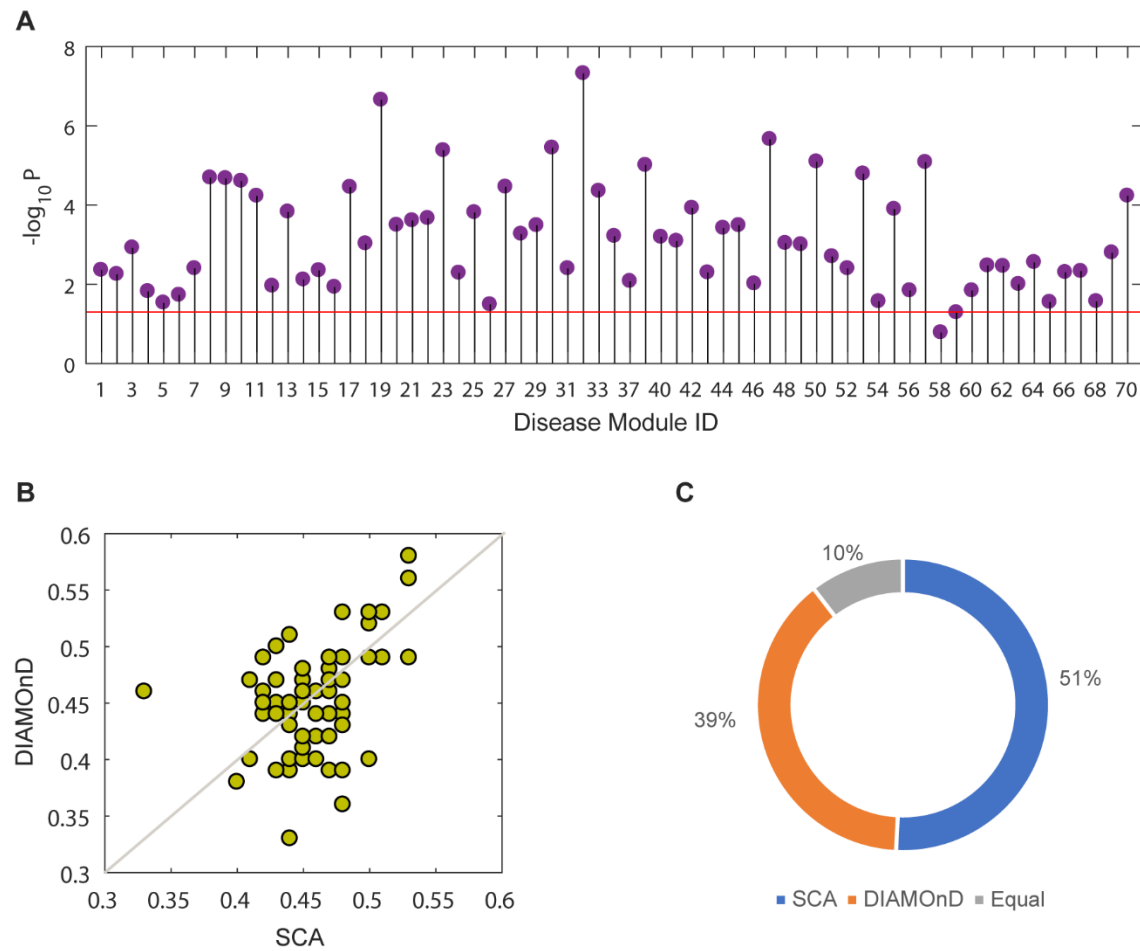 A
8
6
4
2
0
-log10P
1 3 5 7 9 11 13 15 17 19 21 23 25 27 29 31 33 37 40 42 44 46 48 50 52 54 56 58 60 62 64 66 68 70
Disease Module ID
B
0.6
0.55
0.5
0.45
0.4
0.35
0.3
DIAMOnD
0.3 0.35 0.4 0.45 0.5 0.55 0.6
SCA
C
10%
51%
39%
SCA DIAMOnD Equal